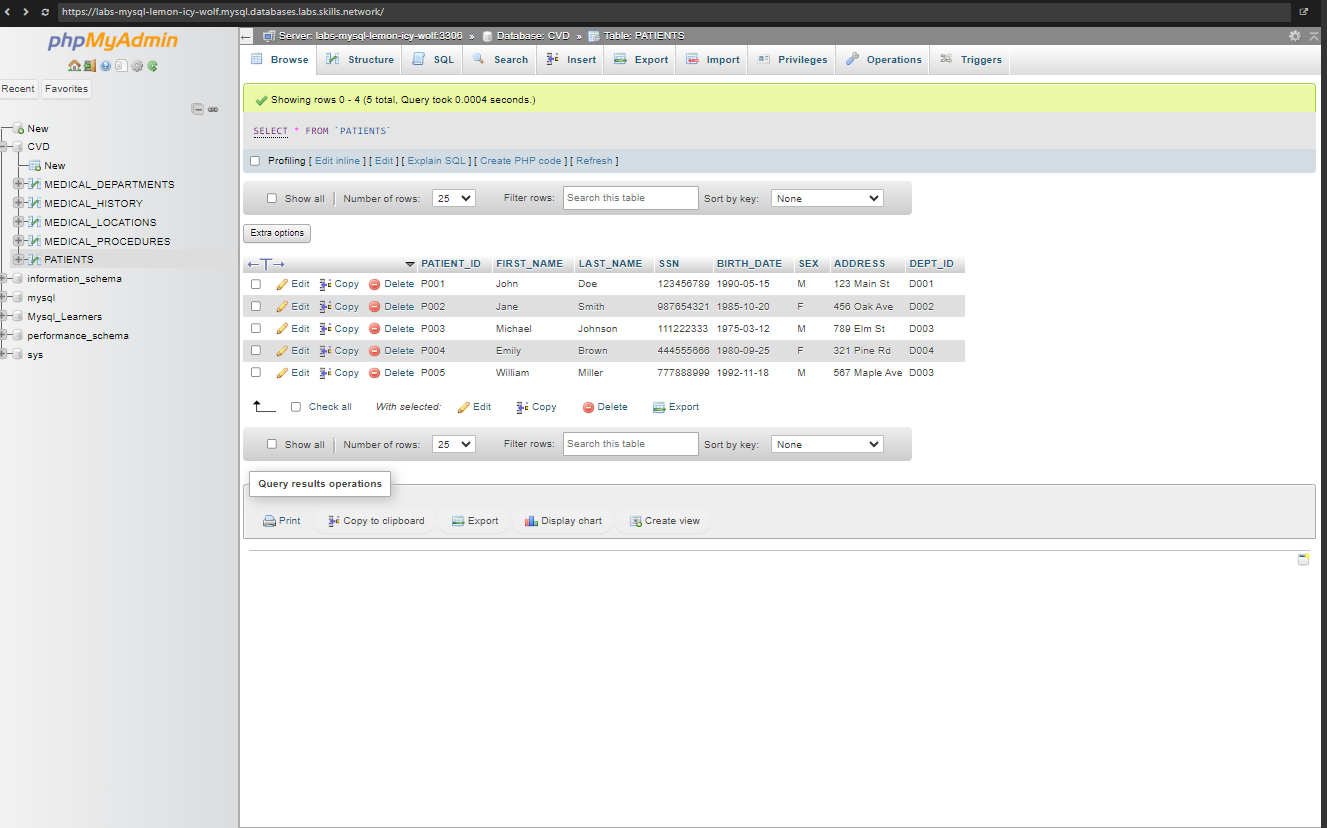 https://labs-mysql-lemon-icy-wolf.mysql.databases.labs.skills.network/
phpMyAdmin
Recent Favorites
New
CVD
New
MEDICAL_DEPARTMENTS
MEDICAL_HISTORY
MEDICAL_LOCATIONS
MEDICAL_PROCEDURES
PATIENTS
information_schema
mysql
Mysql_Learners
performance_schema
sys
Server: labs-mysql-lemon-icy-wolf:3306 » Database: CVD » Table: PATIENTS
Browse Structure SQL Search Insert Export Import Privileges Operations Triggers
Showing rows 0 - 4 (5 total, Query took 0.0004 seconds.)
SELECT * FROM `PATIENTS`
Profiling [ Edit inline ] [ Edit ] [ Explain SQL ] [ Create PHP code ] [ Refresh ]
Show all Number of rows: 25 Filter rows: Search this table Sort by key: None
Extra options
←T→ PATIENT_ID FIRST_NAME LAST_NAME SSN BIRTH_DATE SEX ADDRESS DEPT_ID
Edit Copy Delete P001 John Doe 123456789 1990-05-15 M 123 Main St D001
Edit Copy Delete P002 Jane Smith 987654321 1985-10-20 F 456 Oak Ave D002
Edit Copy Delete P003 Michael Johnson 111222333 1975-03-12 M 789 Elm St D003
Edit Copy Delete P004 Emily Brown 444555666 1980-09-25 F 321 Pine Rd D004
Edit Copy Delete P005 William Miller 777888999 1992-11-18 M 567 Maple Ave D003
Check all With selected: Edit Copy Delete Export
Show all Number of rows: 25 Filter rows: Search this table Sort by key: None
Query results operations
Print Copy to clipboard Export Display chart Create view